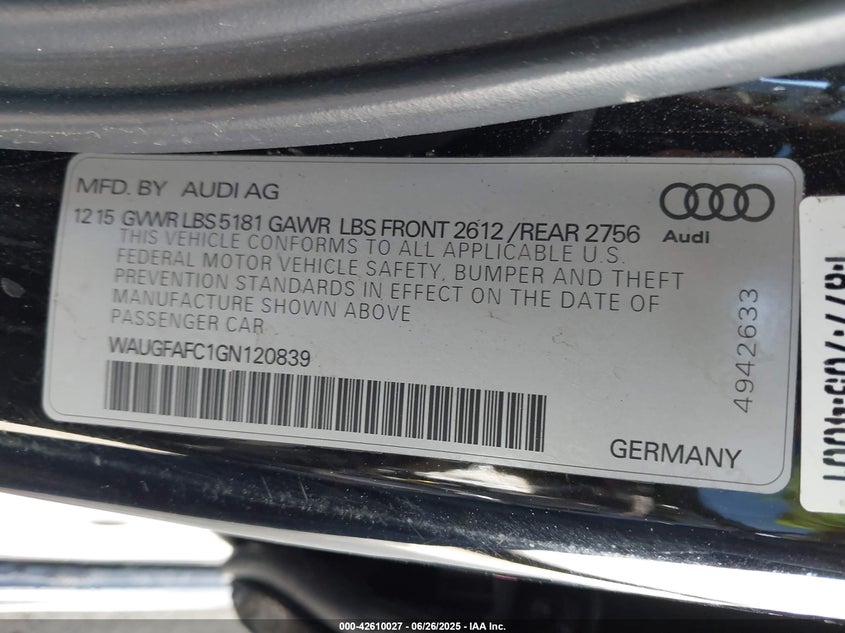 MFD. BY AUDI AG
12 15 GVWR LBS 5181 GAWR LBS FRONT 2612 /REAR 2756
Audi
THIS VEHICLE CONFORMS TO ALL APPLICABLE U.S.
FEDERAL MOTOR VEHICLE SAFETY, BUMPER AND THEFT
PREVENTION STANDARDS IN EFFECT ON THE DATE OF
MANUFACTURE SHOWN ABOVE
PASSENGER CAR
WAUGFAFC1GN120839
4942633
GERMANY
000-42610027 - 06/26/2025 - IAA Inc.